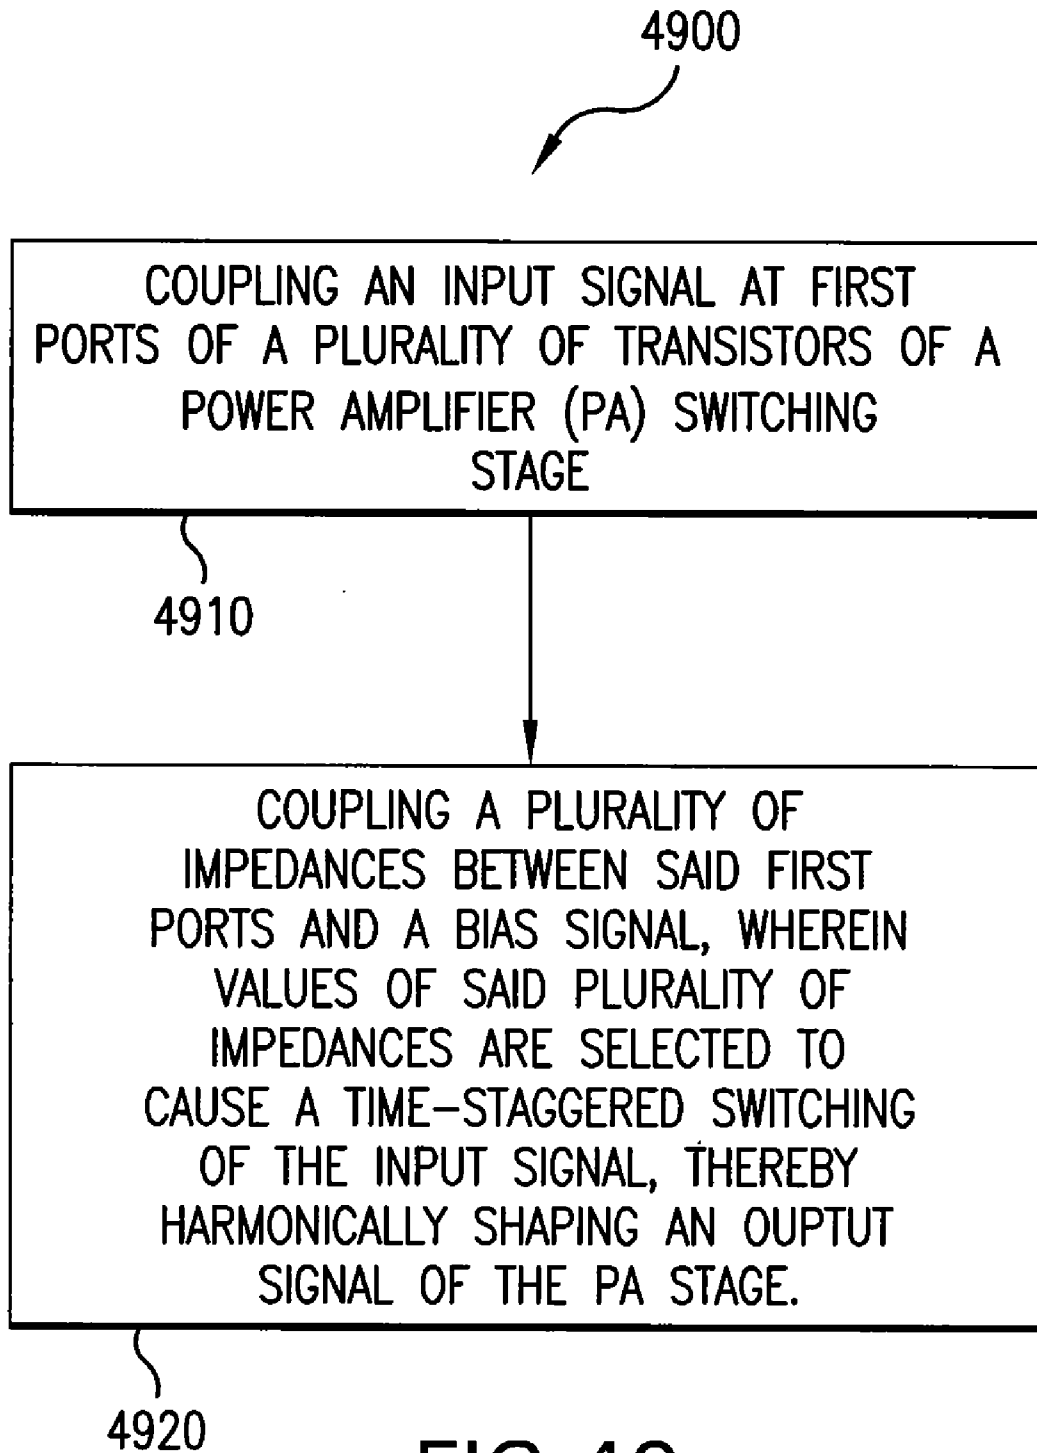 4900
COUPLING AN INPUT SIGNAL AT FIRST
PORTS OF A PLURALITY OF TRANSISTORS OF A
POWER AMPLIFIER (PA) SWITCHING
STAGE
4910
COUPLING A PLURALITY OF
IMPEDANCES BETWEEN SAID FIRST
PORTS AND A BIAS SIGNAL, WHEREIN
VALUES OF SAID PLURALITY OF
IMPEDANCES ARE SELECTED TO
CAUSE A TIME-STAGGERED SWITCHING
OF THE INPUT SIGNAL, THEREBY
HARMONICALLY SHAPING AN OUPTUT
SIGNAL OF THE PA STAGE.
4920
FIG. 49